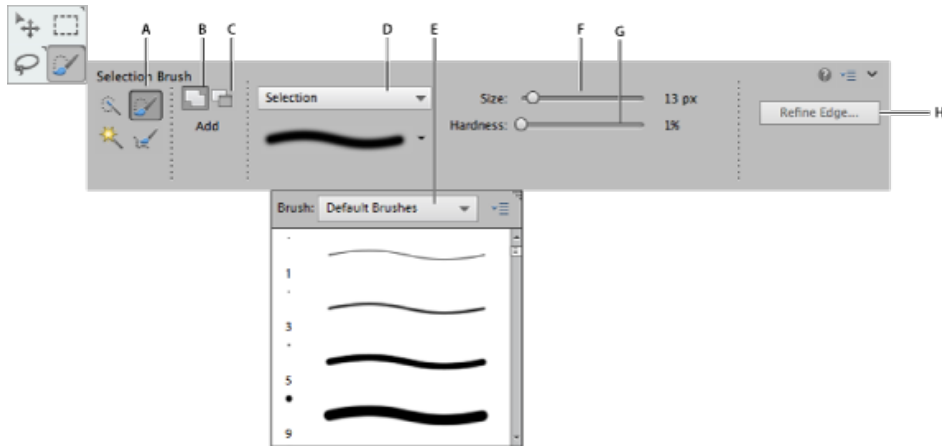 A
B
C
D
E
F
G
Selection Brush
Selection
Size:
13 px
Add
Hardness:
1%
Refine Edge...
H
Brush:
Default Brushes
1
3
5
9